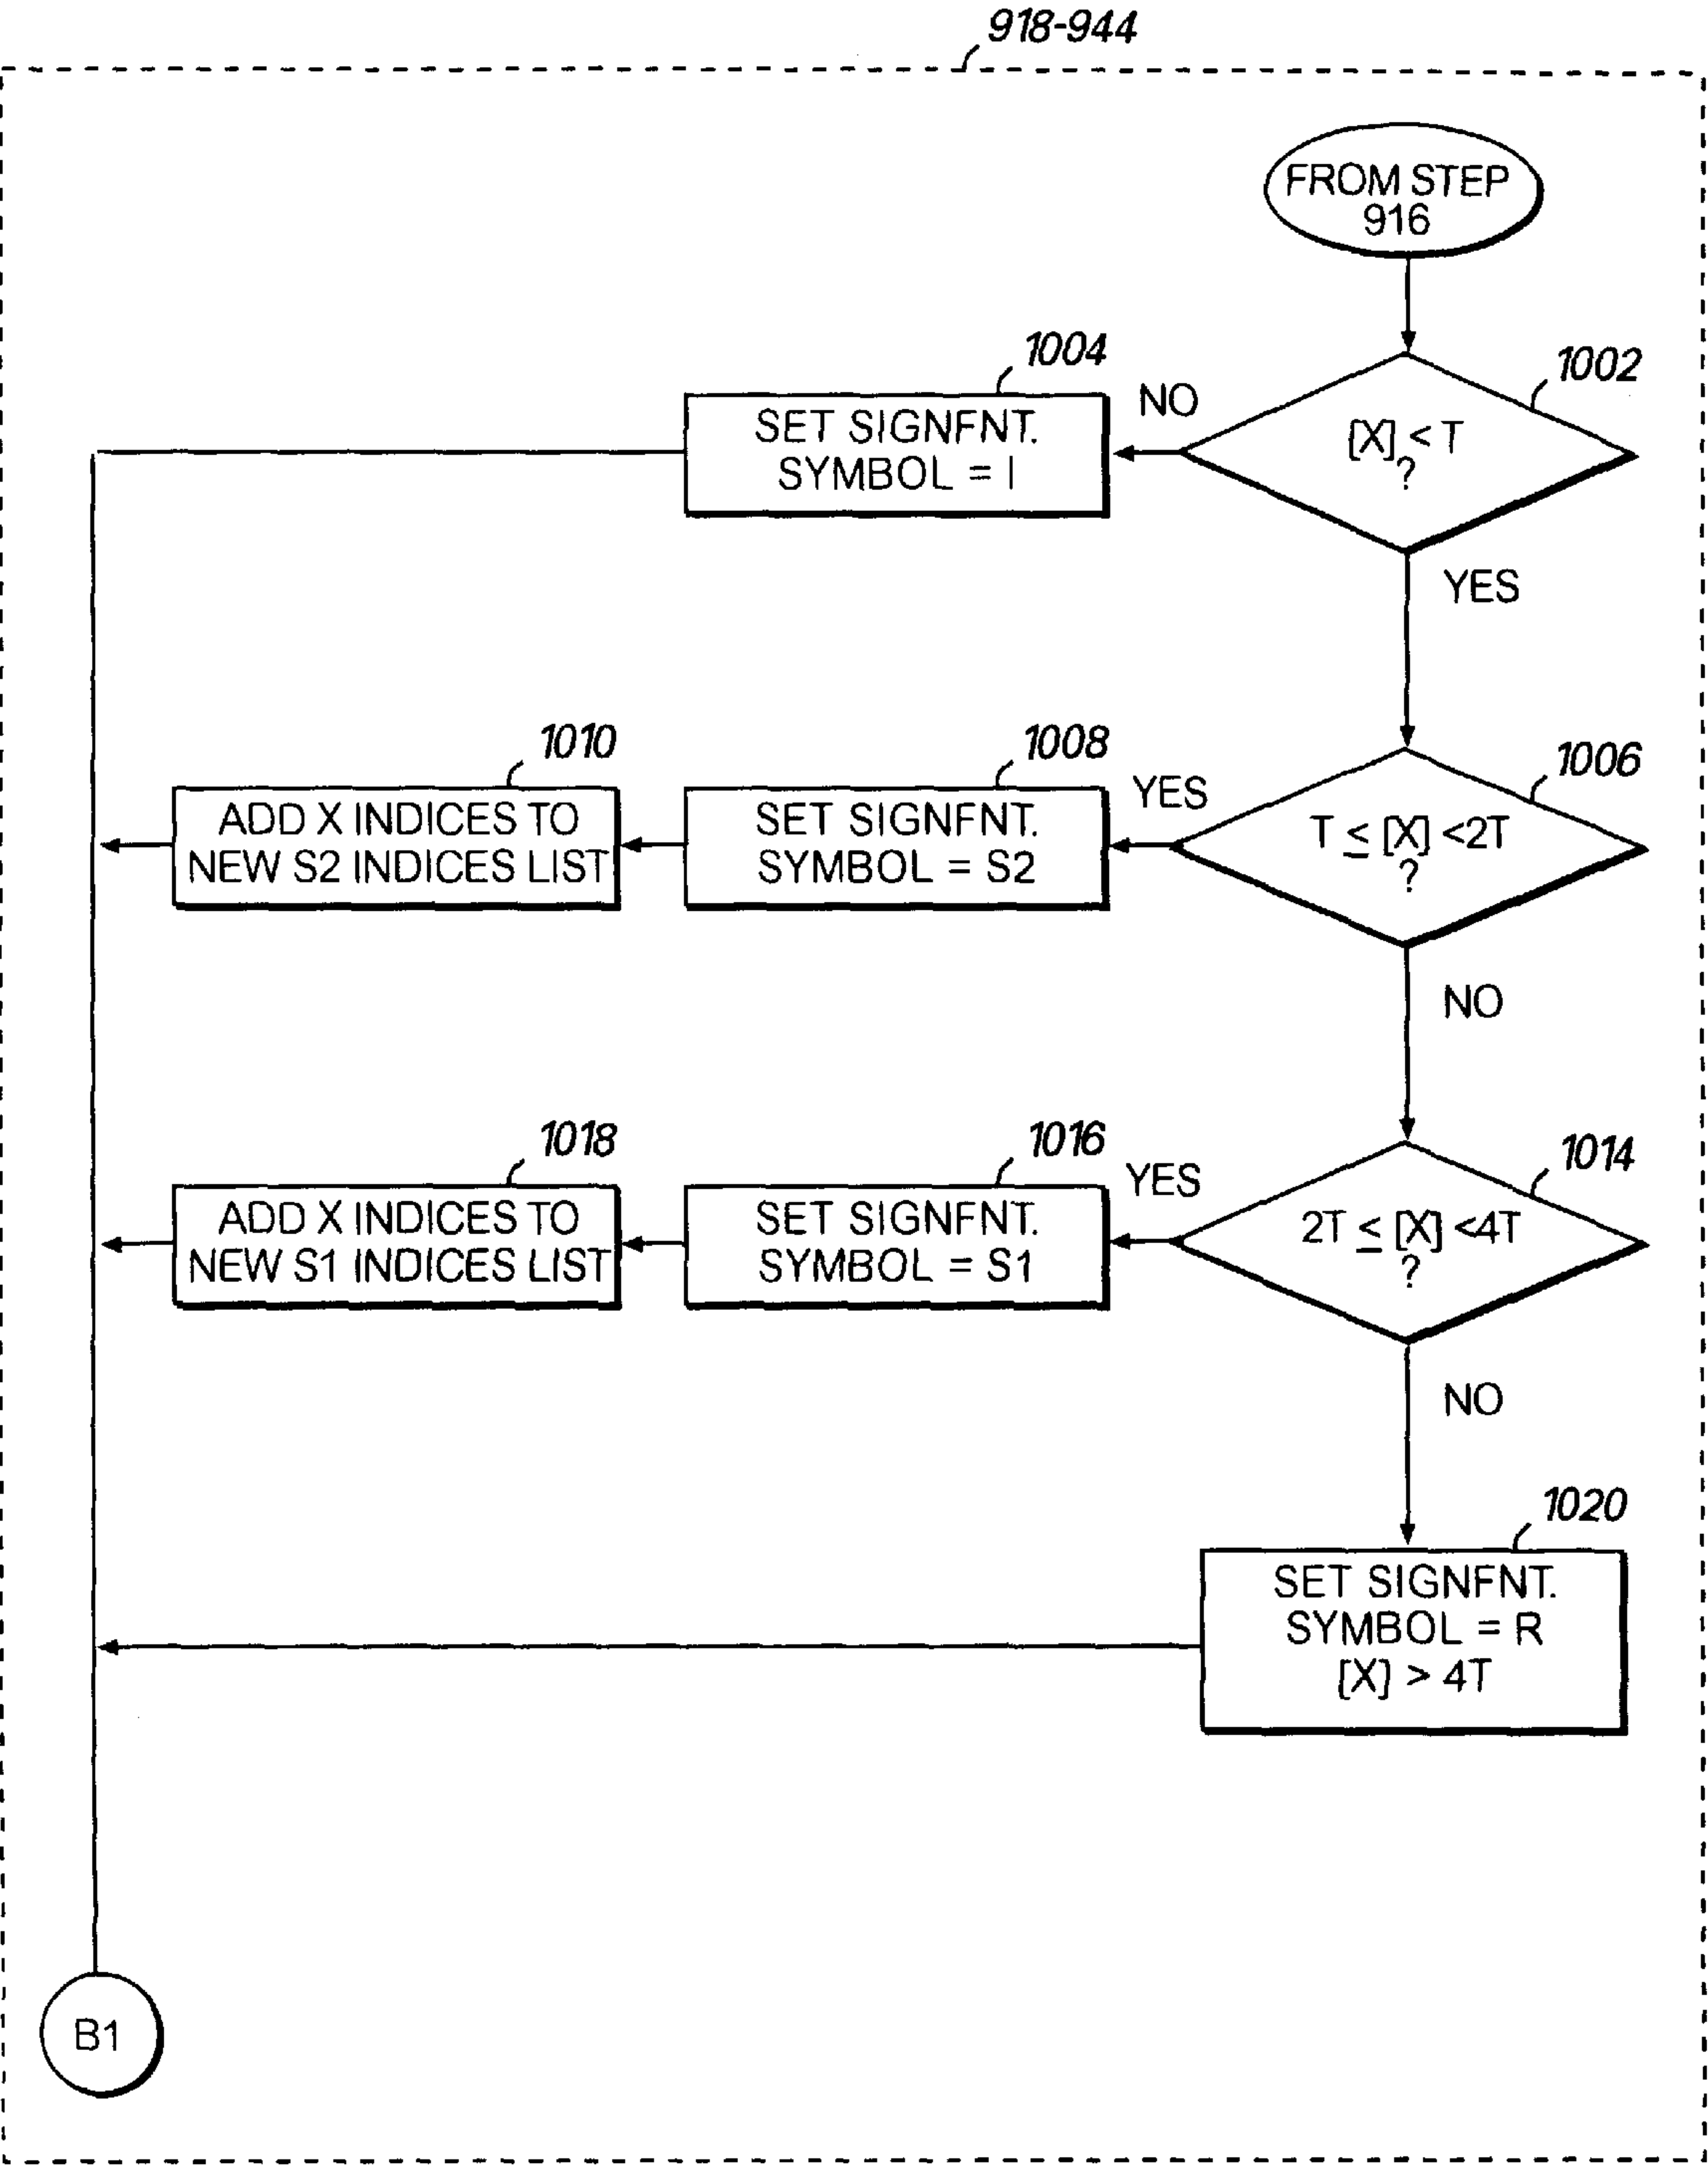 918-944
FROM STEP
916
1002
[X] < T
?
NO
YES
1004
SET SIGNFNT.
SYMBOL = I
1006
T ≤ [X] <2T
?
YES
NO
1008
SET SIGNFNT.
SYMBOL = S2
1010
ADD X INDICES TO
NEW S2 INDICES LIST
1014
2T ≤ [X] <4T
?
YES
NO
1016
SET SIGNFNT.
SYMBOL = S1
1018
ADD X INDICES TO
NEW S1 INDICES LIST
1020
SET SIGNFNT.
SYMBOL = R
[X] > 4T
B1